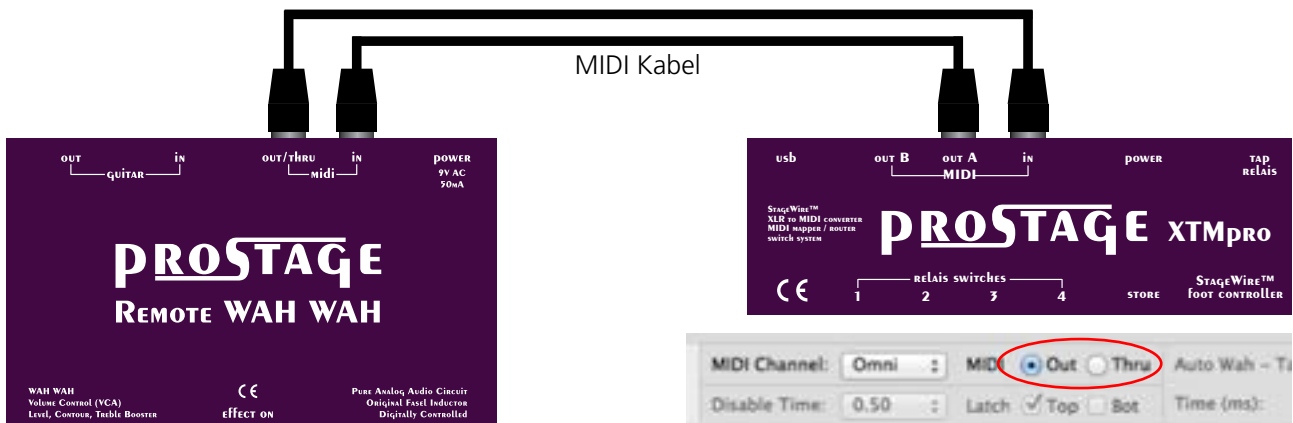 MIDI Kabel
OUT IN OUT/THRU IN POWER
GUITAR MIDI 9V AC
50mA
PROSTAGE
REMOTE WAH WAH
WAH WAH
Volume Control (VCA)
Level, Contour, Treble Booster
CE
EFFECT ON
Pure Analog Audio Circuit
Original Fasel Inductor
Digitally Controlled
USB OUT B OUT A IN POWER TAP
MIDI RELAIS
StageWire™
XLR to MIDI converter
MIDI mapper / router
switch system
PROSTAGE XTMpro
CE
RELAIS SWITCHES
1 2 3 4
STORE
StageWire™
foot controller
MIDI Channel: Omni MIDI Out Thru Auto Wah – Ta
Disable Time: 0.50 Latch Top Bot Time (ms):